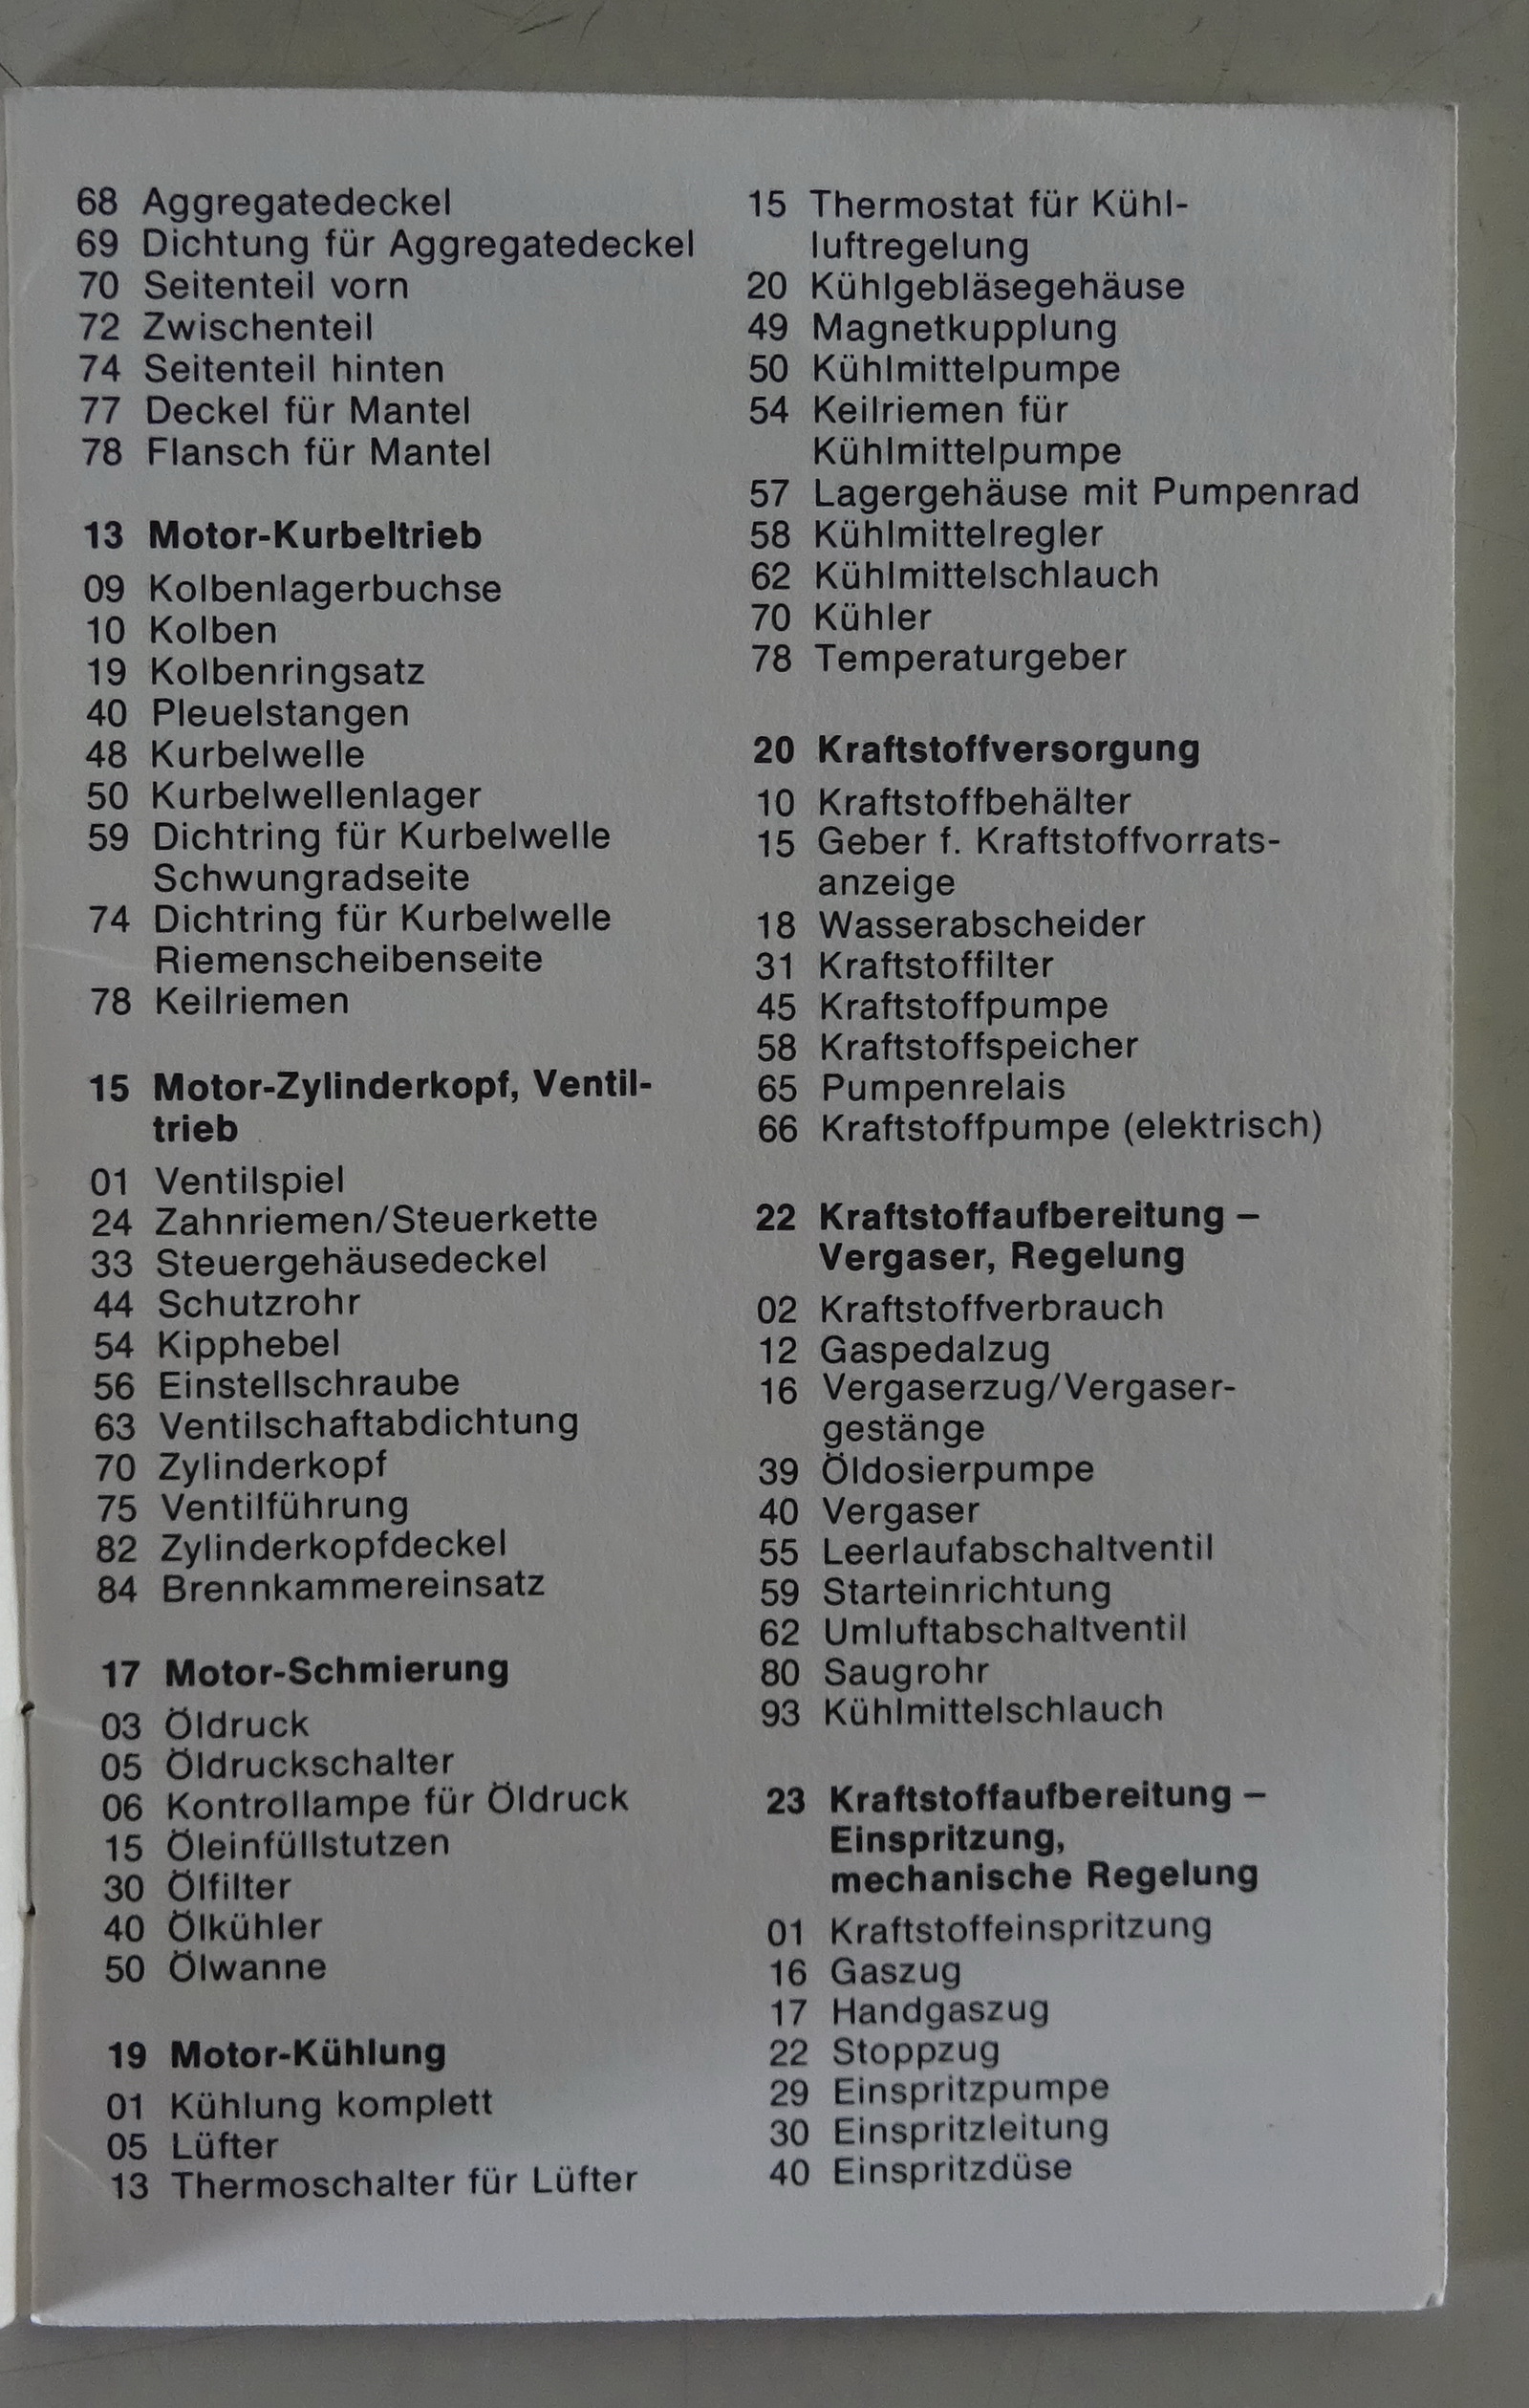 68 Aggregatedeckel
69 Dichtung für Aggregatedeckel
70 Seitenteil vorn
72 Zwischenteil
74 Seitenteil hinten
77 Deckel für Mantel
78 Flansch für Mantel
13 Motor-Kurbeltrieb
09 Kolbenlagerbuchse
10 Kolben
19 Kolbenringsatz
40 Pleuelstangen
48 Kurbelwelle
50 Kurbelwellenlager
59 Dichtring für Kurbelwelle
Schwungradseite
74 Dichtring für Kurbelwelle
Riemenscheibenseite
78 Keilriemen
15 Motor-Zylinderkopf, Ventil-
trieb
01 Ventilspiel
24 Zahnriemen/Steuerkette
33 Steuergehäusedeckel
44 Schutzrohr
54 Kipphebel
56 Einstellschraube
63 Ventilschaftabdichtung
70 Zylinderkopf
75 Ventilführung
82 Zylinderkopfdeckel
84 Brennkammereinsatz
17 Motor-Schmierung
03 Öldruck
05 Öldruckschalter
06 Kontrollampe für Öldruck
15 Öleinfüllstutzen
30 Ölfilter
40 Ölkühler
50 Ölwanne
19 Motor-Kühlung
01 Kühlung komplett
05 Lüfter
13 Thermoschalter für Lüfter
15 Thermostat für Kühl-
luftregelung
20 Kühlgebläsegehäuse
49 Magnetkupplung
50 Kühlmittelpumpe
54 Keilriemen für
Kühlmittelpumpe
57 Lagergehäuse mit Pumpenrad
58 Kühlmittelregler
62 Kühlmittelschlauch
70 Kühler
78 Temperaturgeber
20 Kraftstoffversorgung
10 Kraftstoffbehälter
15 Geber f. Kraftstoffvorrats-
anzeige
18 Wasserabscheider
31 Kraftstoffilter
45 Kraftstoffpumpe
58 Kraftstoffspeicher
65 Pumpenrelais
66 Kraftstoffpumpe (elektrisch)
22 Kraftstoffaufbereitung –
Vergaser, Regelung
02 Kraftstoffverbrauch
12 Gaspedalzug
16 Vergaserzug/Vergaser-
gestänge
39 Öldosierpumpe
40 Vergaser
55 Leerlaufabschaltventil
59 Starteinrichtung
62 Umluftabschaltventil
80 Saugrohr
93 Kühlmittelschlauch
23 Kraftstoffaufbereitung –
Einspritzung,
mechanische Regelung
01 Kraftstoffeinspritzung
16 Gaszug
17 Handgaszug
22 Stoppzug
29 Einspritzpumpe
30 Einspritzleitung
40 Einspritzdüse